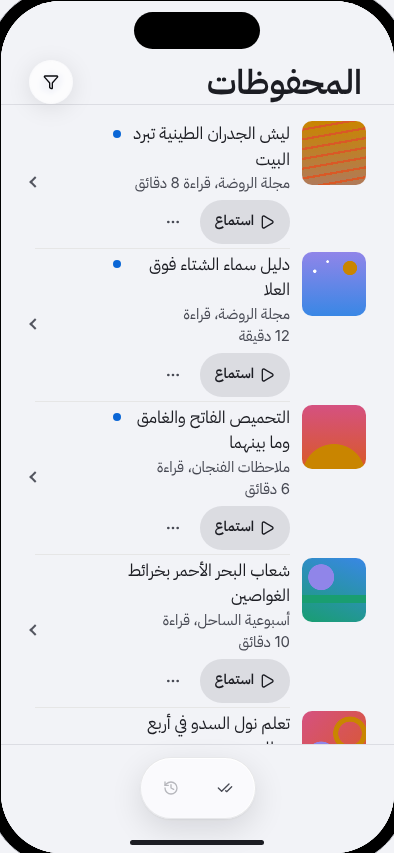 المحفوظات
ليش الجدران الطينية تبرد
البيت
مجلة الروضة، قراءة 8 دقائق
استماع
دليل سماء الشتاء فوق
العلا
مجلة الروضة، قراءة
12 دقيقة
استماع
التحميص الفاتح والغامق
وما بينهما
ملاحظات الفنجان، قراءة
6 دقائق
استماع
شعاب البحر الأحمر بخرائط
الغواصين
أسبوعية الساحل، قراءة
10 دقائق
استماع
تعلم نول السدو في أربع